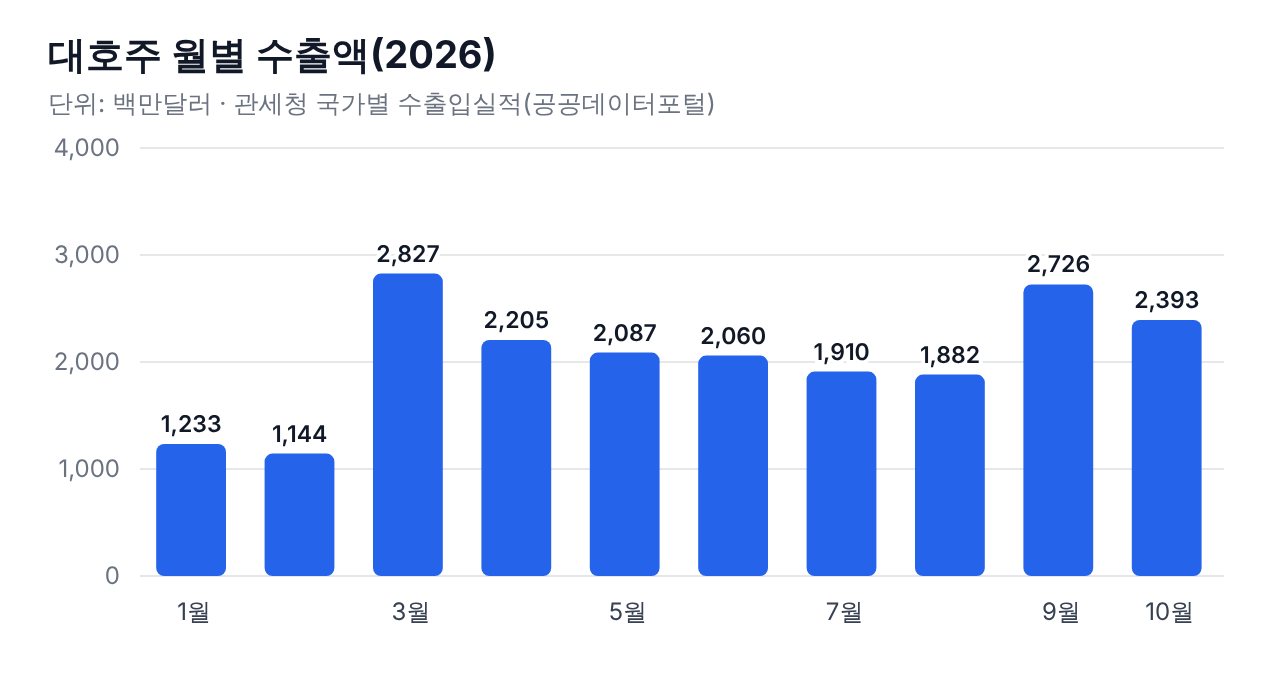 대호주 월별 수출액(2026)
단위: 백만달러 · 관세청 국가별 수출입실적(공공데이터포털)
4,000
3,000
2,000
1,000
0
1,233
1,144
2,827
2,205
2,087
2,060
1,910
1,882
2,726
2,393
1월
3월
5월
7월
9월
10월